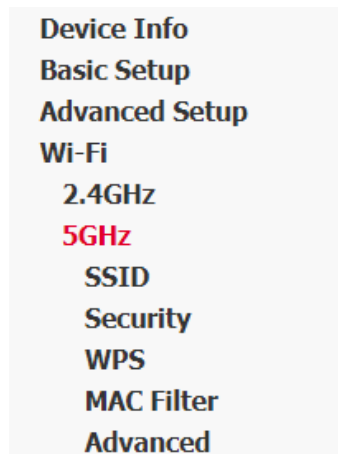 Device Info
Basic Setup
Advanced Setup
Wi-Fi
2.4GHz
5GHz
SSID
Security
WPS
MAC Filter
Advanced